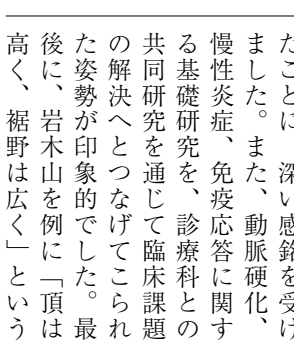 たことに、深い感銘を受け
ました。また、動脈硬化、
慢性炎症、免疫応答に関す
る基礎研究を、診療科との
共同研究を通じて臨床課題
の解決へとつなげてこられ
た姿勢が印象的でした。最
後に、岩木山を例に「頂は
高く、裾野は広く」という